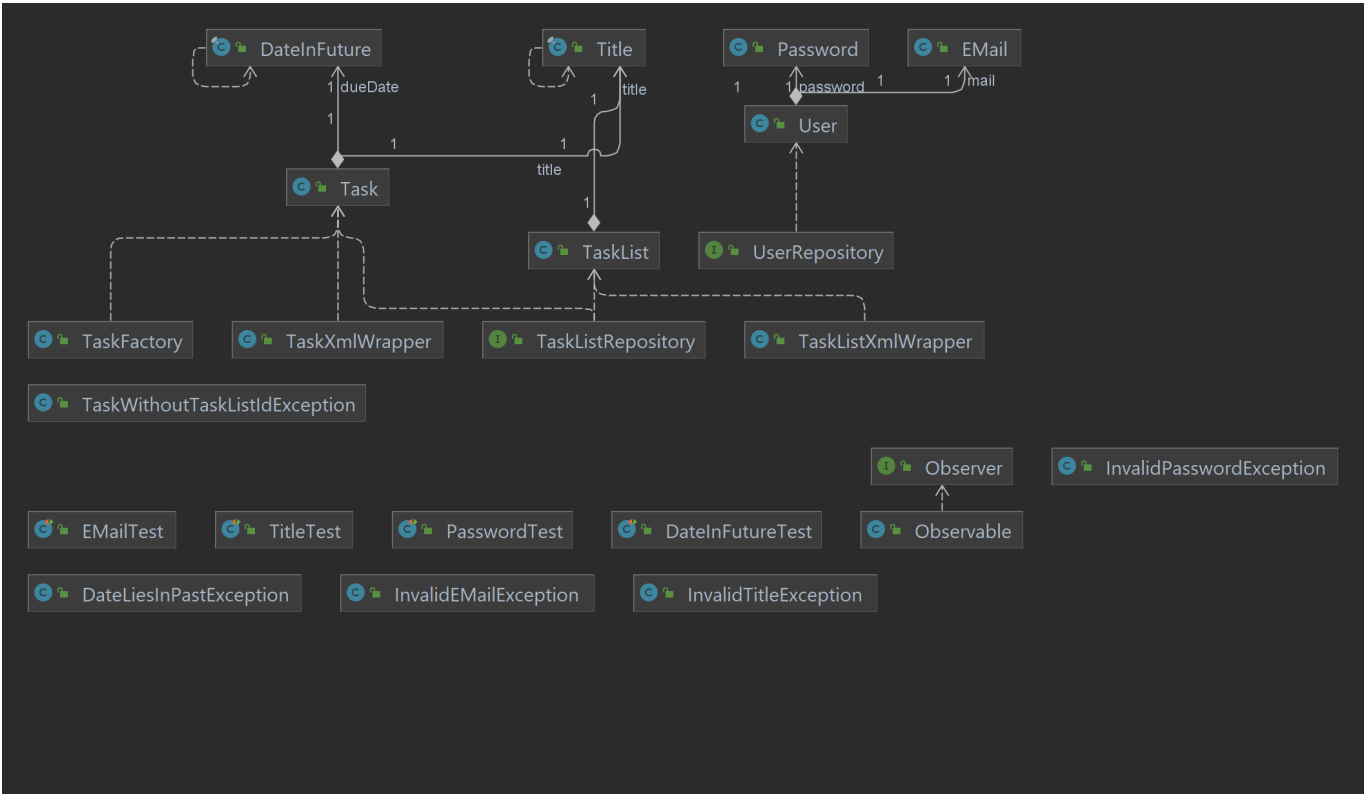 DateInFuture
Title
Password
EMail
1 dueDate
title
1
1
1 password
1
1 mail
1
1
User
1
1
title
Task
1
TaskList
UserRepository
TaskFactory
TaskXmlWrapper
TaskListRepository
TaskListXmlWrapper
TaskWithoutTaskListIdException
Observer
InvalidPasswordException
EMailTest
TitleTest
PasswordTest
DateInFutureTest
Observable
DateLiesInPastException
InvalidEMailException
InvalidTitleException